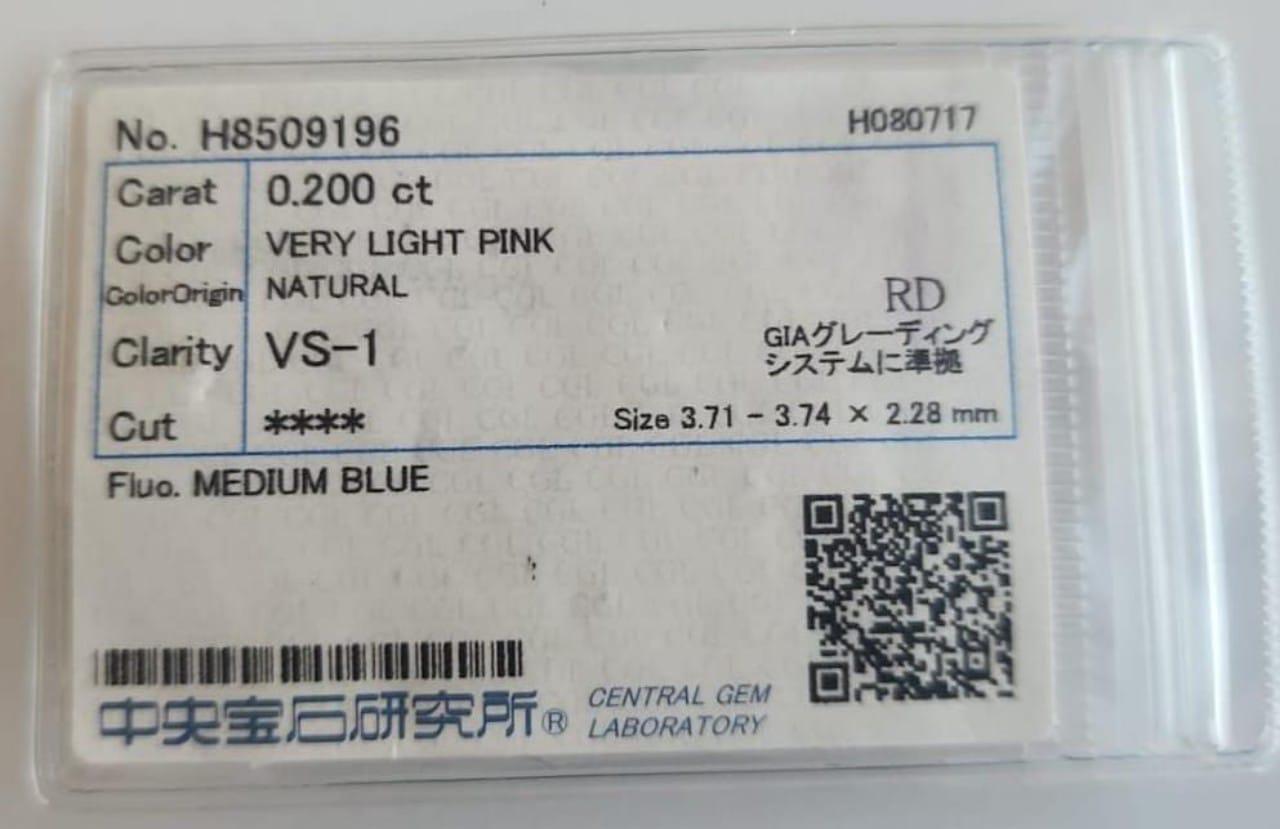 No. H8509196 H080717
Carat 0.200 ct
Color VERY LIGHT PINK
ColorOrigin NATURAL
RD
Clarity VS-1
GIAグレーディング
システムに準拠
Cut **** Size 3.71 - 3.74 × 2.28 mm
Fluo. MEDIUM BLUE
中央宝石研究所® CENTRAL GEM
LABORATORY